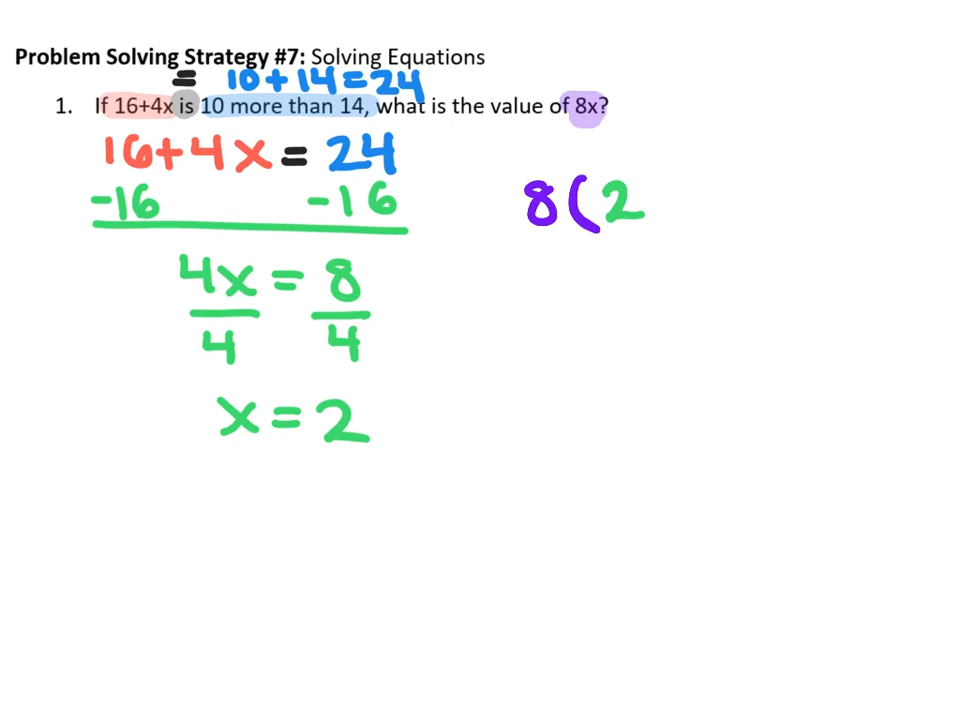 Problem Solving Strategy #7: Solving Equations
= 10+14=24
1. If 16+4x is 10 more than 14, what is the value of 8x?
16+4x = 24
-16 -16
8(2
4x = 8
4 4
x = 2